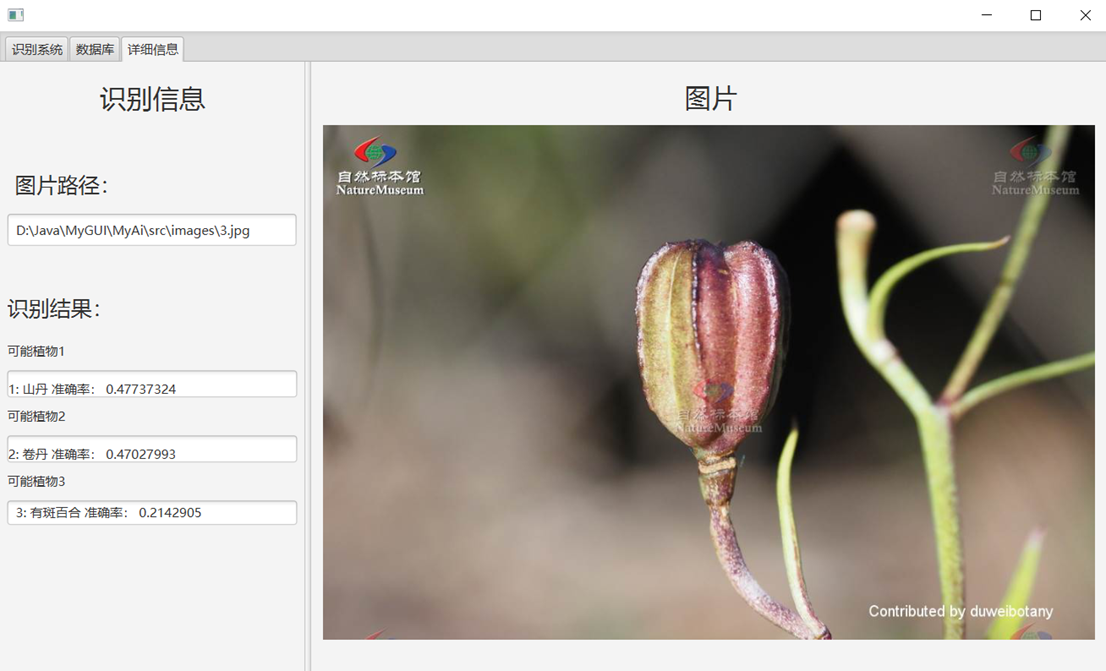 识别系统 数据库 详细信息
识别信息
图片路径：
D:\Java\MyGUI\MyAi\src\images\3.jpg
识别结果：
可能植物1
1: 山丹 准确率： 0.47737324
可能植物2
2: 卷丹 准确率： 0.47027993
可能植物3
3: 有斑百合 准确率： 0.2142905
图片
自然标本馆
NatureMuseum
自然标本馆
NatureMuseum
自然标本馆
NatureMuseum
Contributed by duweibotany